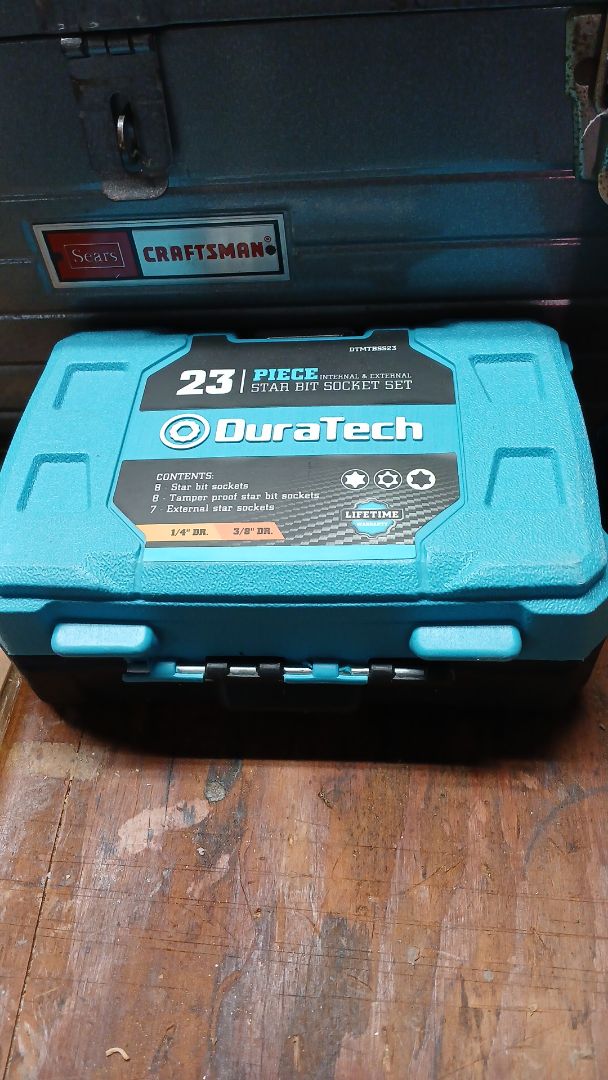 Sears CRAFTSMAN®
DTMTBSS23
23 PIECE INTERNAL & EXTERNAL
STAR BIT SOCKET SET
DURATECH
CONTENTS:
8 - Star bit sockets
8 - Tamper proof star bit sockets
7 - External star sockets
LIFETIME
WARRANTY
1/4" DR. 3/8" DR.